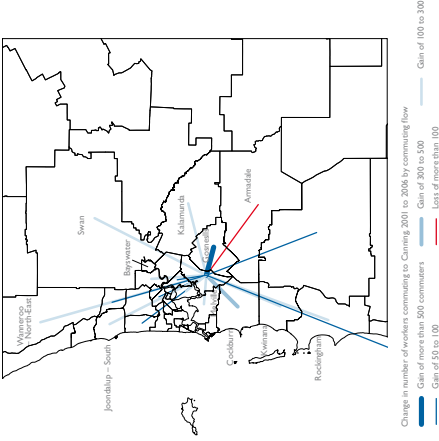 Wanneroo
– North-East
Swan
Bayswater
Kalamunda
Joondalup – South
Gosnells
Armadale
Melville
Cockburn
Kwinana
Rockingham
Change in number of workers commuting to Canning, 2001 to 2006 by commuting flow
Gain of more than 500 commuters
Gain of 300 to 500
Gain of 100 to 300
Gain of 50 to 100
Loss of more than 100